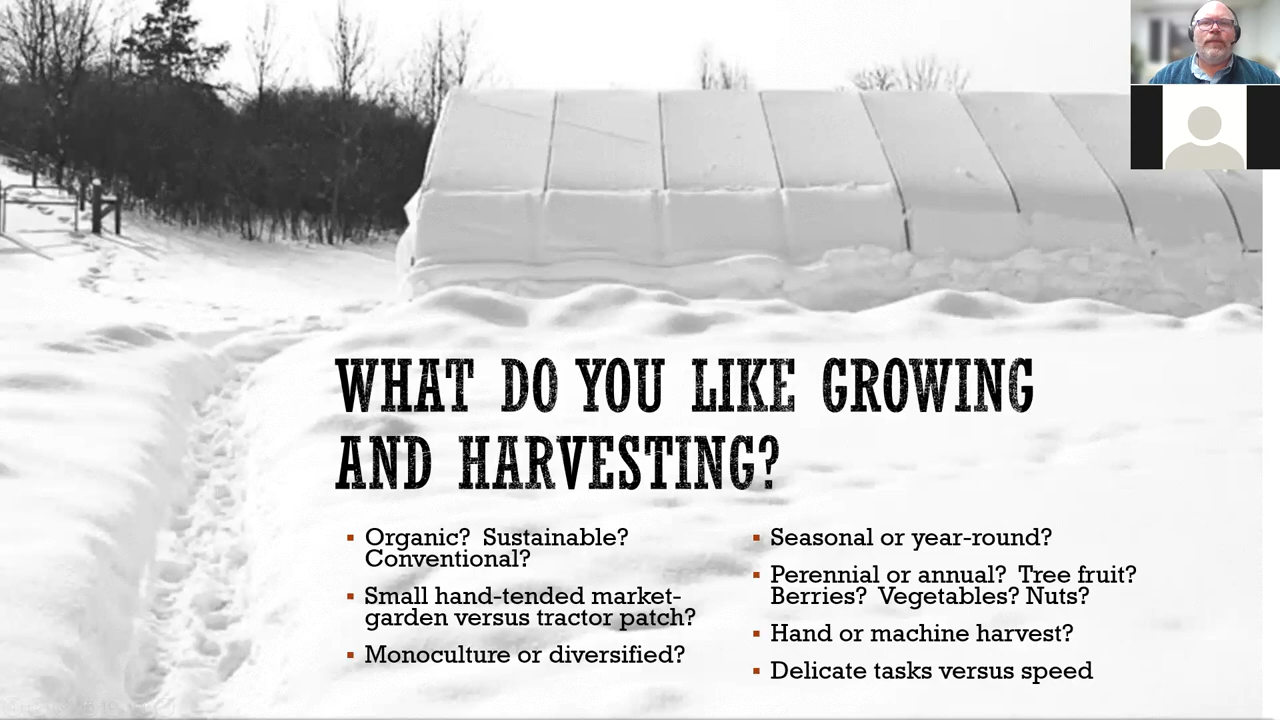 WHAT DO YOU LIKE GROWING
AND HARVESTING?
▪ Organic? Sustainable?
Conventional?
▪ Small hand-tended market-
garden versus tractor patch?
▪ Monoculture or diversified?
▪ Seasonal or year-round?
▪ Perennial or annual? Tree fruit?
Berries? Vegetables? Nuts?
▪ Hand or machine harvest?
▪ Delicate tasks versus speed